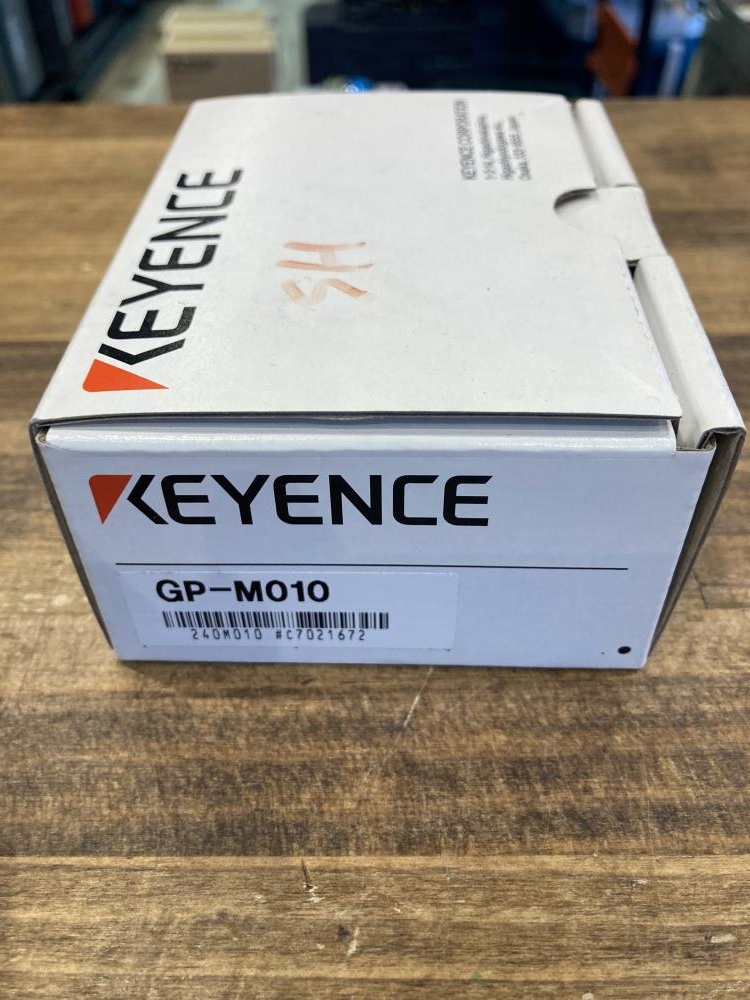 KEYENCE
SH
KEYENCE CORPORATION
KEYENCE
GP-M010
240M010 #C7021672